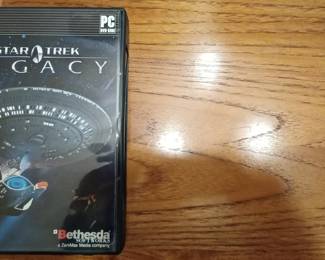 PC
DVD-ROM
STAR TREK
GACY
Bethesda
SOFTWORKS
a ZeniMax Media company